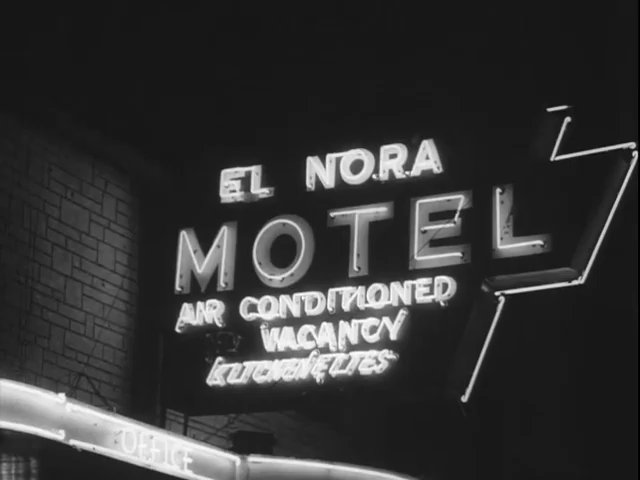 EL NORA
MOTEL
AIR CONDITIONED
VACANCY
KITCHENETTES
OFFICE